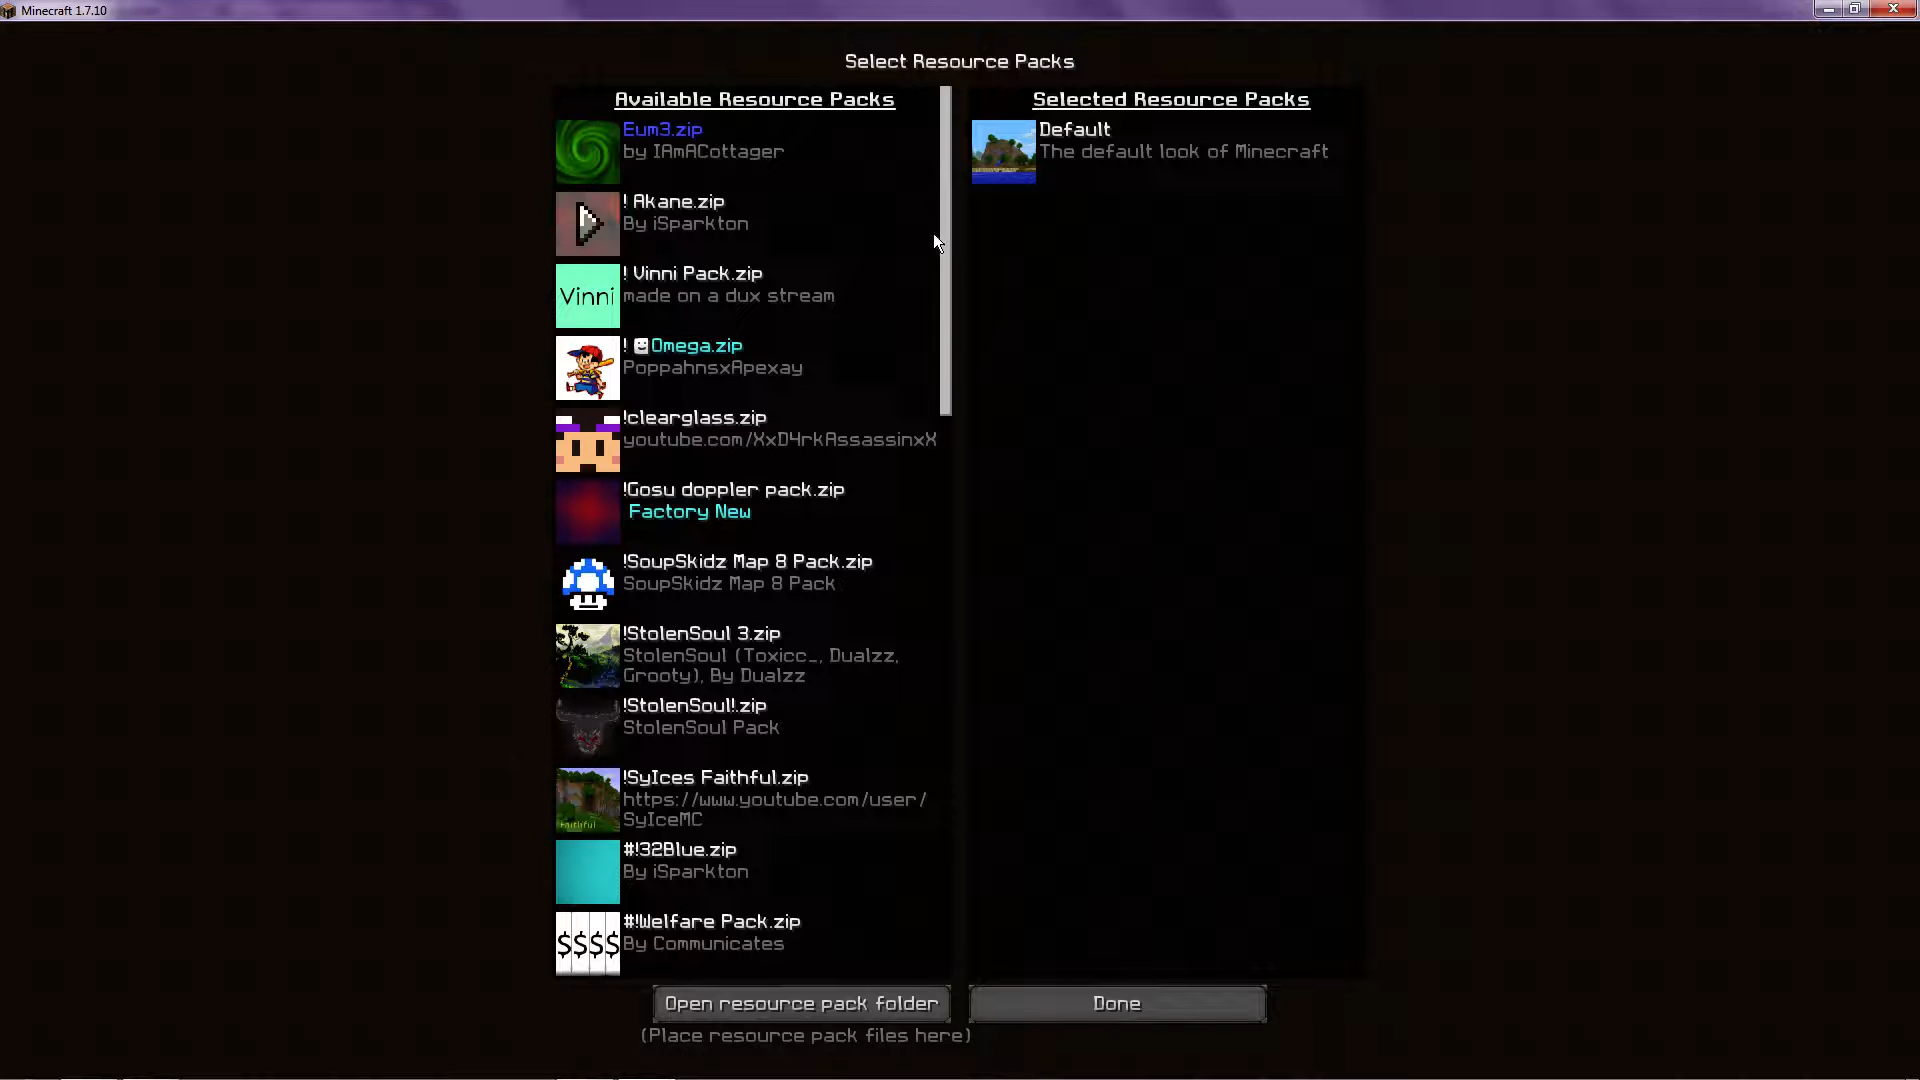 Minecraft 1.7.10
Select Resource Packs
Available Resource Packs
Eum3.zip
by IAmACottager
! Akane.zip
By iSparkton
Vinni
! Vinni Pack.zip
made on a dux stream
! Omega.zip
PoppahnsxApexay
!clearglass.zip
youtube.com/XxD4rkAssassinxX
!Gosu doppler pack.zip
Factory New
!SoupSkidz Map 8 Pack.zip
SoupSkidz Map 8 Pack
!StolenSoul 3.zip
StolenSoul (Toxicc_, Dualzz,
Grooty), By Dualzz
!StolenSoul!.zip
StolenSoul Pack
!SyIces Faithful.zip
https://www.youtube.com/user/
SyIceMC
Faithful
#!32Blue.zip
By iSparkton
#!Welfare Pack.zip
By Communicates
$$$$
Selected Resource Packs
Default
The default look of Minecraft
Open resource pack folder
Done
(Place resource pack files here)